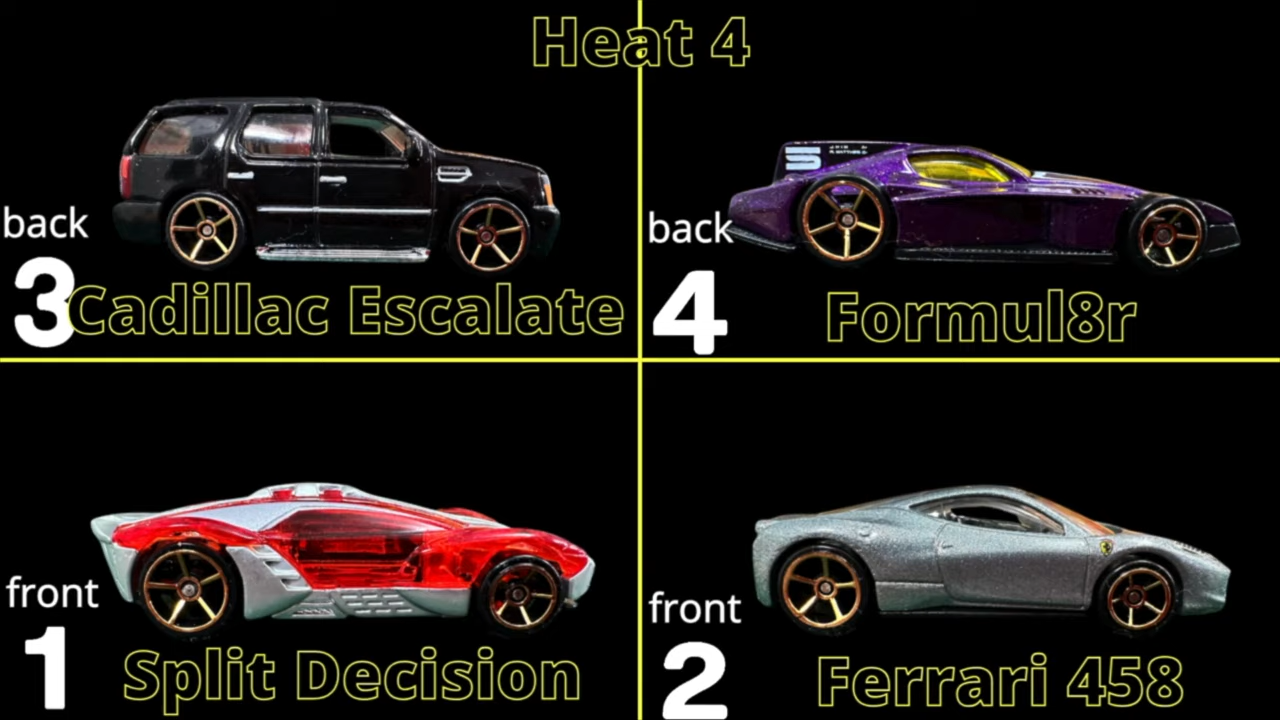 Heat 4
back
3
Cadillac Escalate
back
4
Formul8r
front
1
Split Decision
front
2
Ferrari 458